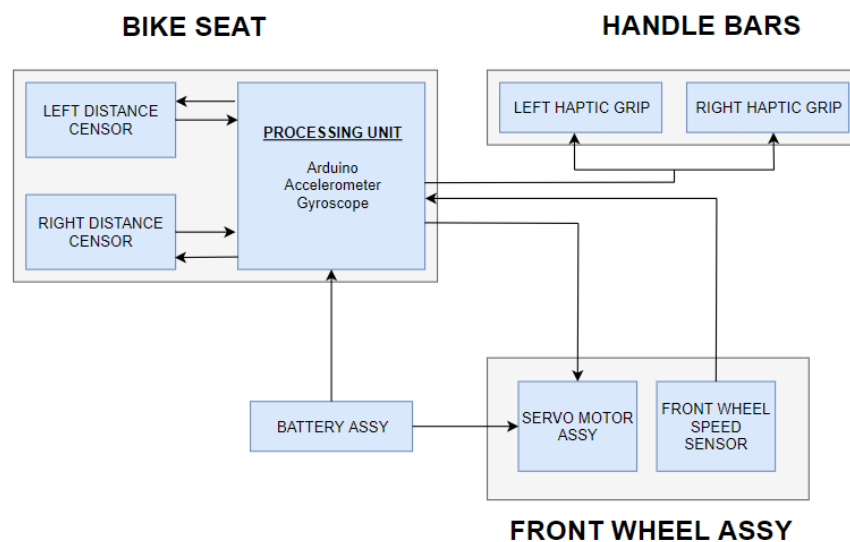 BIKE SEAT
HANDLE BARS
LEFT DISTANCE
CENSOR
PROCESSING UNIT
Arduino
Accelerometer
Gyroscope
RIGHT DISTANCE
CENSOR
LEFT HAPTIC GRIP
RIGHT HAPTIC GRIP
BATTERY ASSY
SERVO MOTOR
ASSY
FRONT WHEEL
SPEED
SENSOR
FRONT WHEEL ASSY